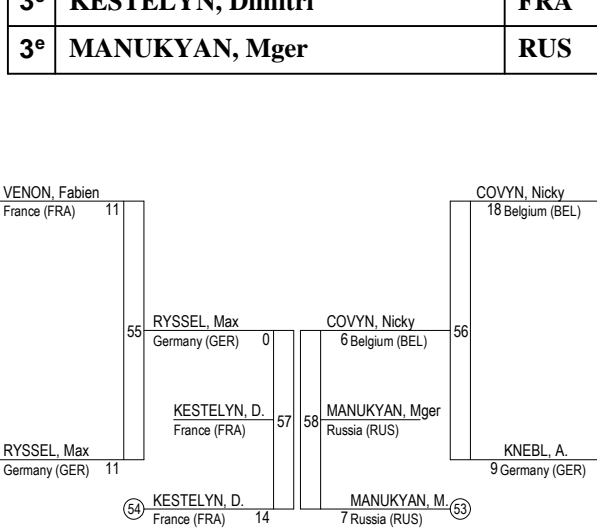 3e KESTELYN, Dimitri FRA
3e MANUKYAN, Mger RUS
VENON, Fabien
France (FRA) 11
COVYN, Nicky
18 Belgium (BEL)
55
RYSSEL, Max
Germany (GER) 0
COVYN, Nicky
6 Belgium (BEL)
56
KESTELYN, D.
France (FRA)
57
58
MANUKYAN, Mger
Russia (RUS)
RYSSEL, Max
Germany (GER) 11
KNEBL, A.
9 Germany (GER)
54
KESTELYN, D.
France (FRA) 14
MANUKYAN, M.
7 Russia (RUS)
53